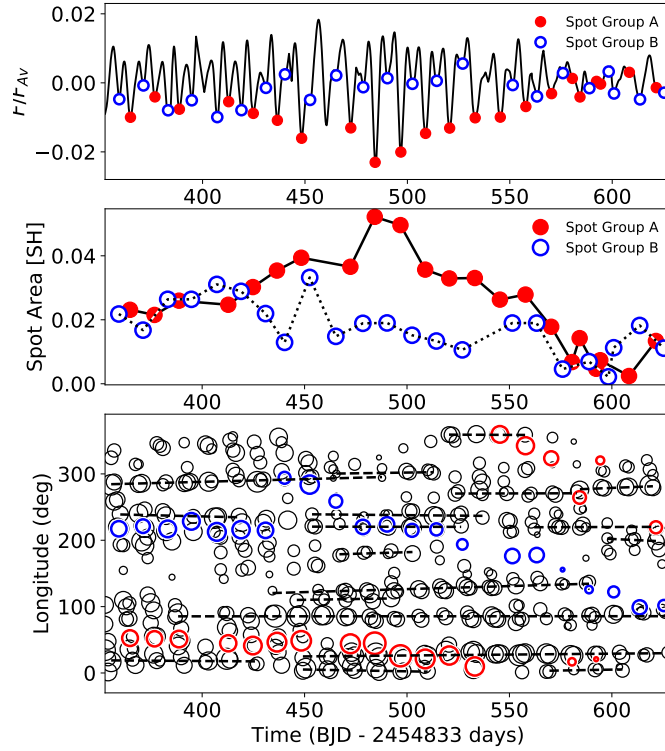 F/F_Av
0.02
0.00
−0.02
Spot Group A
Spot Group B
400 450 500 550 600
Spot Area [SH]
0.04
0.02
0.00
Spot Group A
Spot Group B
400 450 500 550 600
Longitude (deg)
300
200
100
0
400 450 500 550 600
Time (BJD - 2454833 days)